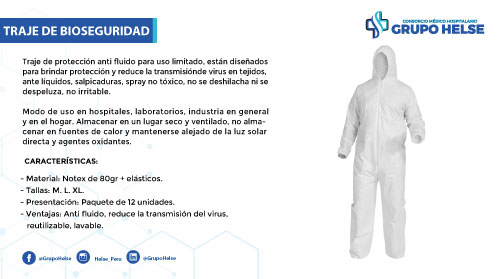 TRAJE DE BIOSEGURIDAD
CONSORCIO MÉDICO HOSPITALARIO
GRUPO HELSE
Traje de protección anti fluido para uso limitado, están diseñados
para brindar protección y reduce la transmisiónde virus en tejidos,
ante líquidos, salpicaduras, spray no tóxico, no se deshilacha ni se
despeluza, no irritable.
Modo de uso en hospitales, laboratorios, industria en general
y en el hogar. Almacenar en un lugar seco y ventilado, no alma-
cenar en fuentes de calor y mantenerse alejado de la luz solar
directa y agentes oxidantes.
CARACTERÍSTICAS:
- Material: Notex de 80gr + elásticos.
- Tallas: M. L. XL.
- Presentación: Paquete de 12 unidades.
- Ventajas: Anti fluido, reduce la transmisión del virus,
reutilizable, lavable.
@GrupoHelse
Helse_Peru
@GrupoHelse